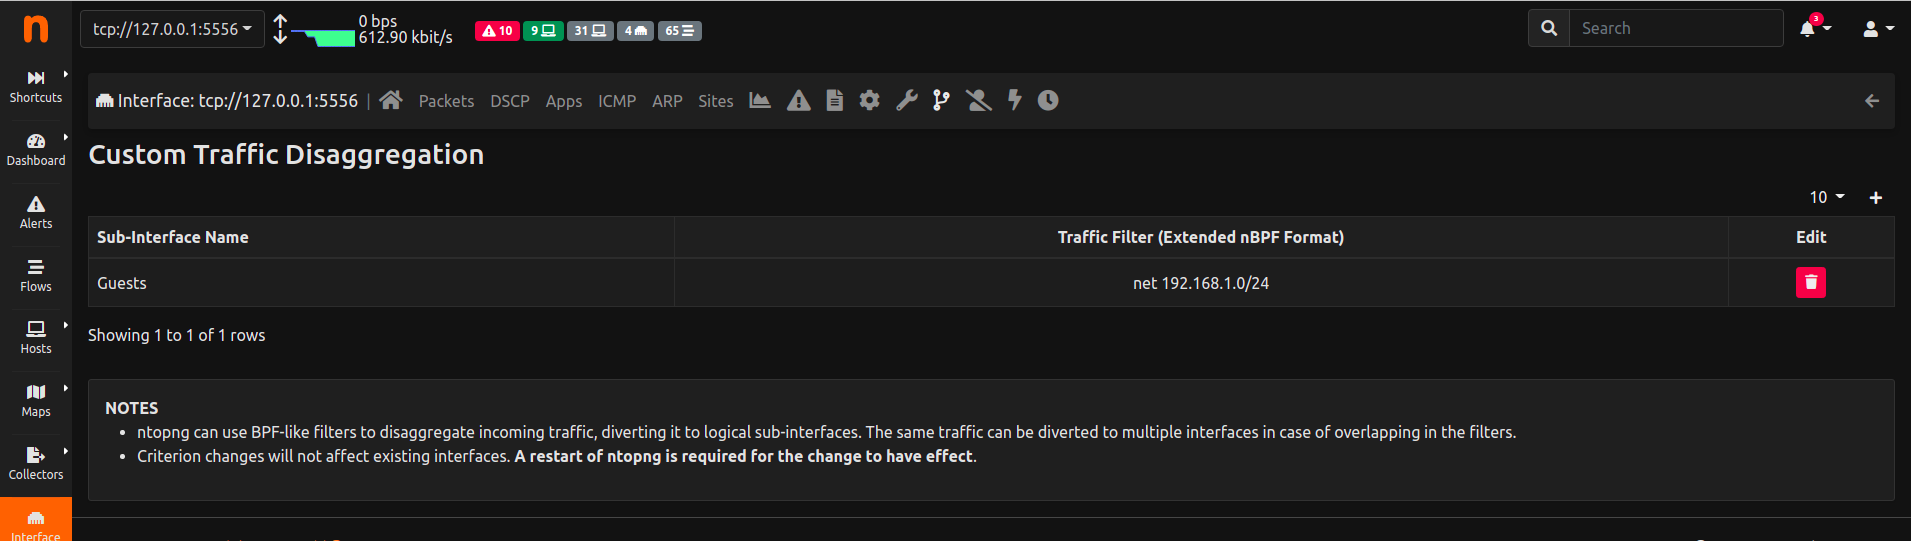 n
tcp://127.0.0.1:5556
0 bps
612.90 kbit/s
10
9
31
4
65
Search
3
Shortcuts
Dashboard
Alerts
Flows
Hosts
Maps
Collectors
Interface
Interface: tcp://127.0.0.1:5556 | Packets DSCP Apps ICMP ARP Sites
Custom Traffic Disaggregation
10
Sub-Interface Name Traffic Filter (Extended nBPF Format) Edit
Guests net 192.168.1.0/24
Showing 1 to 1 of 1 rows
NOTES
• ntopng can use BPF-like filters to disaggregate incoming traffic, diverting it to logical sub-interfaces. The same traffic can be diverted to multiple interfaces in case of overlapping in the filters.
• Criterion changes will not affect existing interfaces. A restart of ntopng is required for the change to have effect.